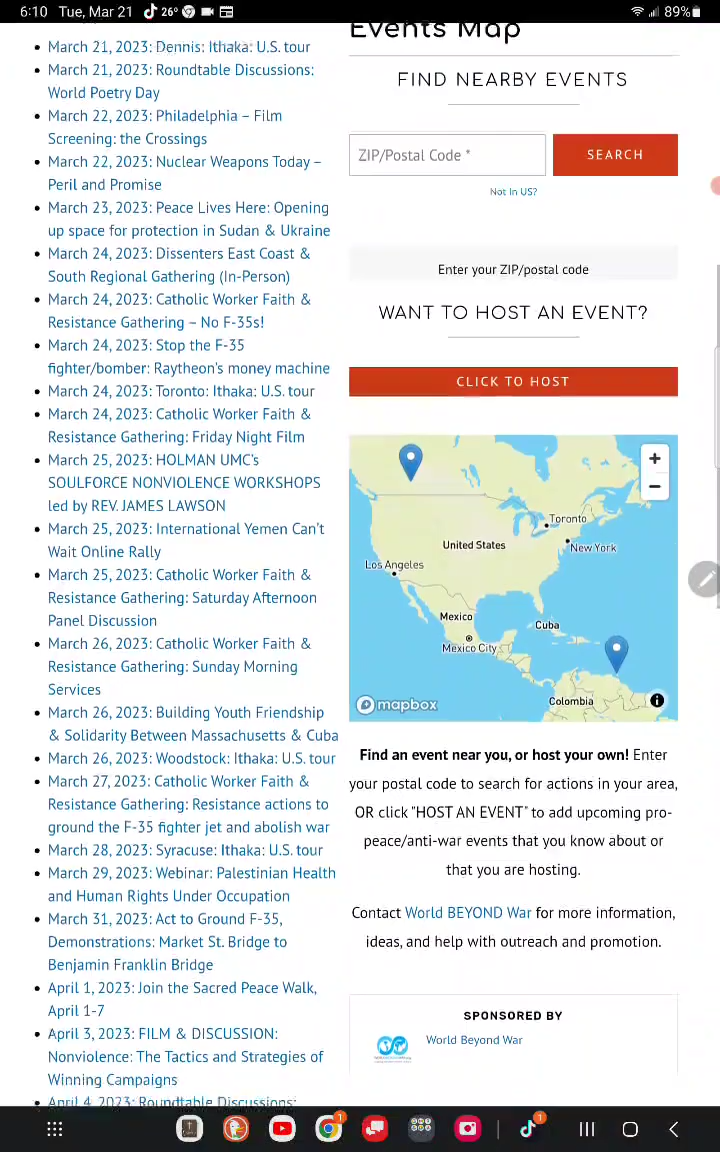 6:10 Tue, Mar 21 26° 89%
March 21, 2023: Dennis: Ithaka: U.S. tour
March 21, 2023: Roundtable Discussions:
World Poetry Day
March 22, 2023: Philadelphia – Film
Screening: the Crossings
March 22, 2023: Nuclear Weapons Today –
Peril and Promise
March 23, 2023: Peace Lives Here: Opening
up space for protection in Sudan & Ukraine
March 24, 2023: Dissenters East Coast &
South Regional Gathering (In-Person)
March 24, 2023: Catholic Worker Faith &
Resistance Gathering – No F-35s!
March 24, 2023: Stop the F-35
fighter/bomber: Raytheon's money machine
March 24, 2023: Toronto: Ithaka: U.S. tour
March 24, 2023: Catholic Worker Faith &
Resistance Gathering: Friday Night Film
March 25, 2023: HOLMAN UMC's
SOULFORCE NONVIOLENCE WORKSHOPS
led by REV. JAMES LAWSON
March 25, 2023: International Yemen Can't
Wait Online Rally
March 25, 2023: Catholic Worker Faith &
Resistance Gathering: Saturday Afternoon
Panel Discussion
March 26, 2023: Catholic Worker Faith &
Resistance Gathering: Sunday Morning
Services
March 26, 2023: Building Youth Friendship
& Solidarity Between Massachusetts & Cuba
March 26, 2023: Woodstock: Ithaka: U.S. tour
March 27, 2023: Catholic Worker Faith &
Resistance Gathering: Resistance actions to
ground the F-35 fighter jet and abolish war
March 28, 2023: Syracuse: Ithaka: U.S. tour
March 29, 2023: Webinar: Palestinian Health
and Human Rights Under Occupation
March 31, 2023: Act to Ground F-35,
Demonstrations: Market St. Bridge to
Benjamin Franklin Bridge
April 1, 2023: Join the Sacred Peace Walk,
April 1-7
April 3, 2023: FILM & DISCUSSION:
Nonviolence: The Tactics and Strategies of
Winning Campaigns
April 4, 2023: Roundtable Discussions:
Events Map
FIND NEARBY EVENTS
ZIP/Postal Code *
SEARCH
Not in US?
Enter your ZIP/postal code
WANT TO HOST AN EVENT?
CLICK TO HOST
+
−
Toronto
United States
New York
Los Angeles
Mexico
Cuba
Mexico City
Colombia
mapbox
Find an event near you, or host your own! Enter
your postal code to search for actions in your area,
OR click "HOST AN EVENT" to add upcoming pro-
peace/anti-war events that you know about or
that you are hosting.
Contact World BEYOND War for more information,
ideas, and help with outreach and promotion.
SPONSORED BY
World Beyond War
1
1